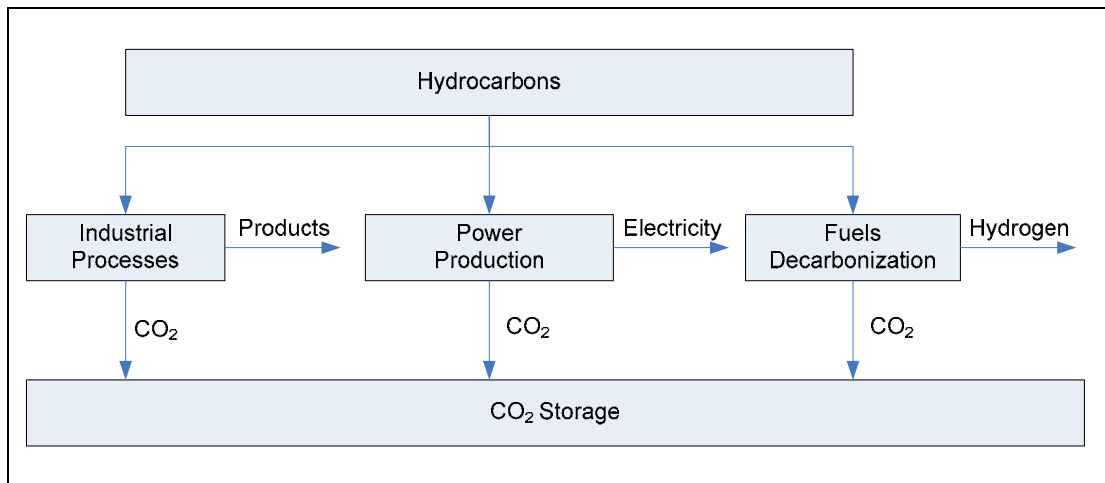 Hydrocarbons
Industrial
Processes
Products
Power
Production
Electricity
Fuels
Decarbonization
Hydrogen
CO₂
CO₂
CO₂
CO₂ Storage